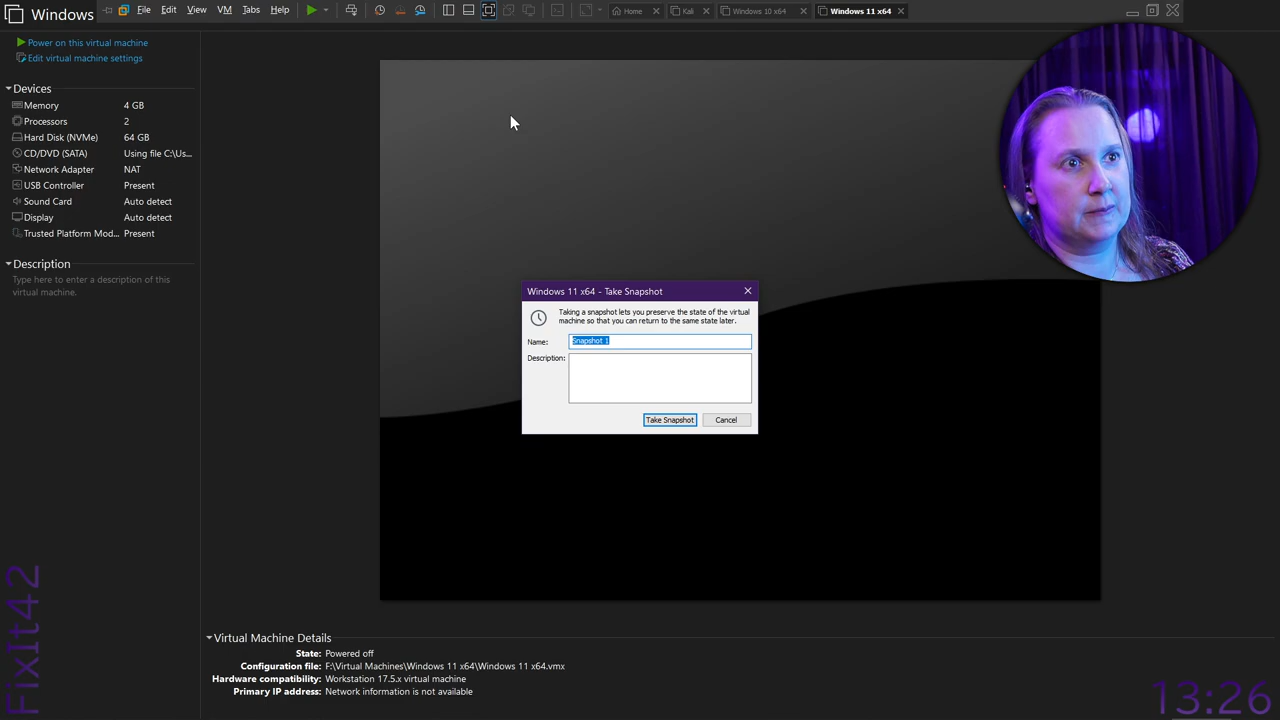 Windows
File Edit View VM Tabs Help
Home
Kali
Windows 10 x64
Windows 11 x64
Power on this virtual machine
Edit virtual machine settings
Devices
Memory 4 GB
Processors 2
Hard Disk (NVMe) 64 GB
CD/DVD (SATA) Using file C:\Us...
Network Adapter NAT
USB Controller Present
Sound Card Auto detect
Display Auto detect
Trusted Platform Mod... Present
Description
Type here to enter a description of this
virtual machine.
Windows 11 x64 - Take Snapshot
Taking a snapshot lets you preserve the state of the virtual
machine so that you can return to the same state later.
Name: Snapshot 1
Description:
Take Snapshot Cancel
Virtual Machine Details
State: Powered off
Configuration file: F:\Virtual Machines\Windows 11 x64\Windows 11 x64.vmx
Hardware compatibility: Workstation 17.5.x virtual machine
Primary IP address: Network information is not available
FixIt42
13:26